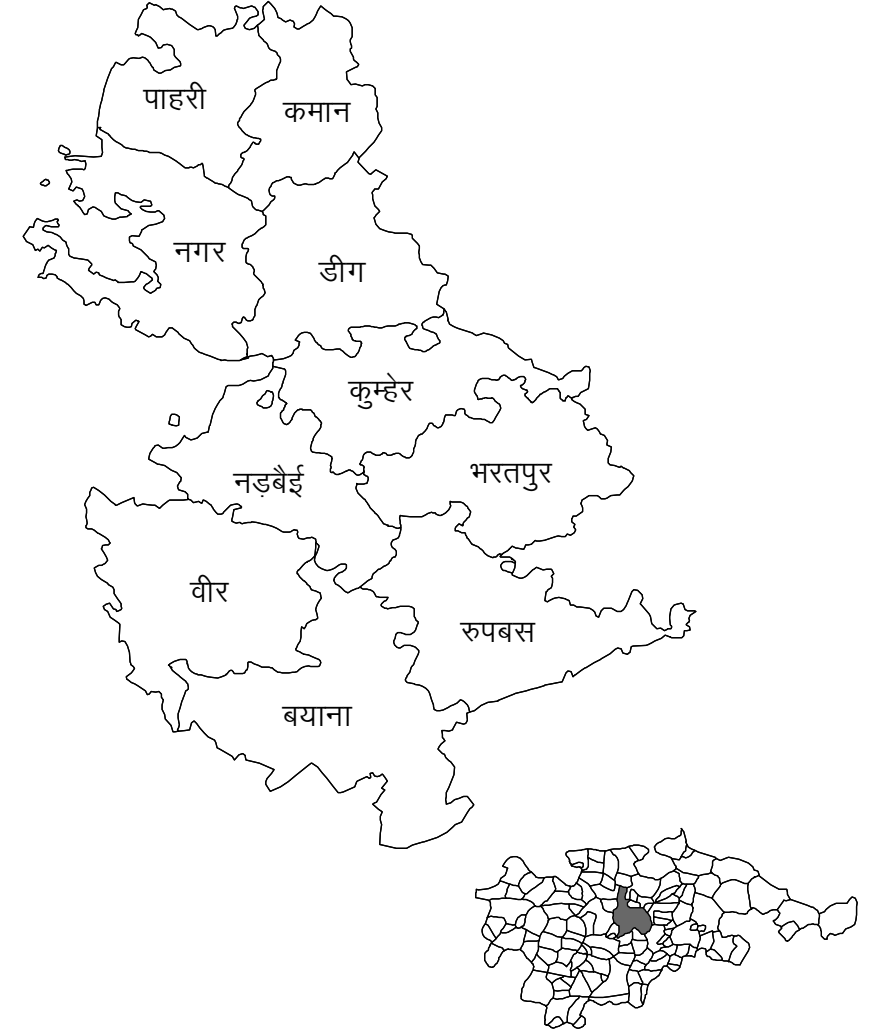 पाहरी
कमान
नगर
डीग
कुम्हेर
भरतपुर
नड़बैई
वीर
रुपबस
बयाना